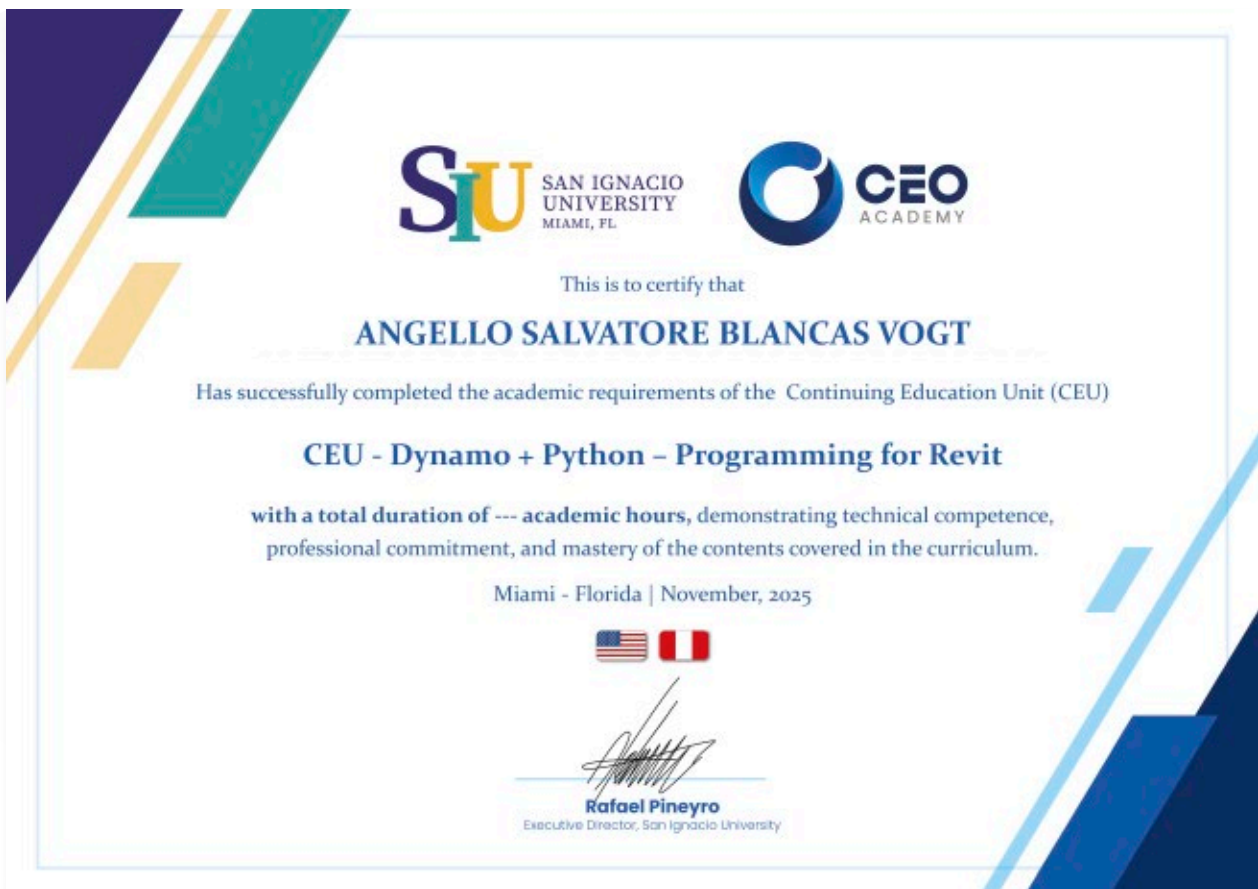 SIU
SAN IGNACIO
UNIVERSITY
MIAMI, FL
CEO
ACADEMY
This is to certify that
ANGELLO SALVATORE BLANCAS VOGT
Has successfully completed the academic requirements of the Continuing Education Unit (CEU)
CEU - Dynamo + Python – Programming for Revit
with a total duration of --- academic hours, demonstrating technical competence,
professional commitment, and mastery of the contents covered in the curriculum.
Miami - Florida | November, 2025
Rafael Pineyro
Executive Director, San Ignacio University